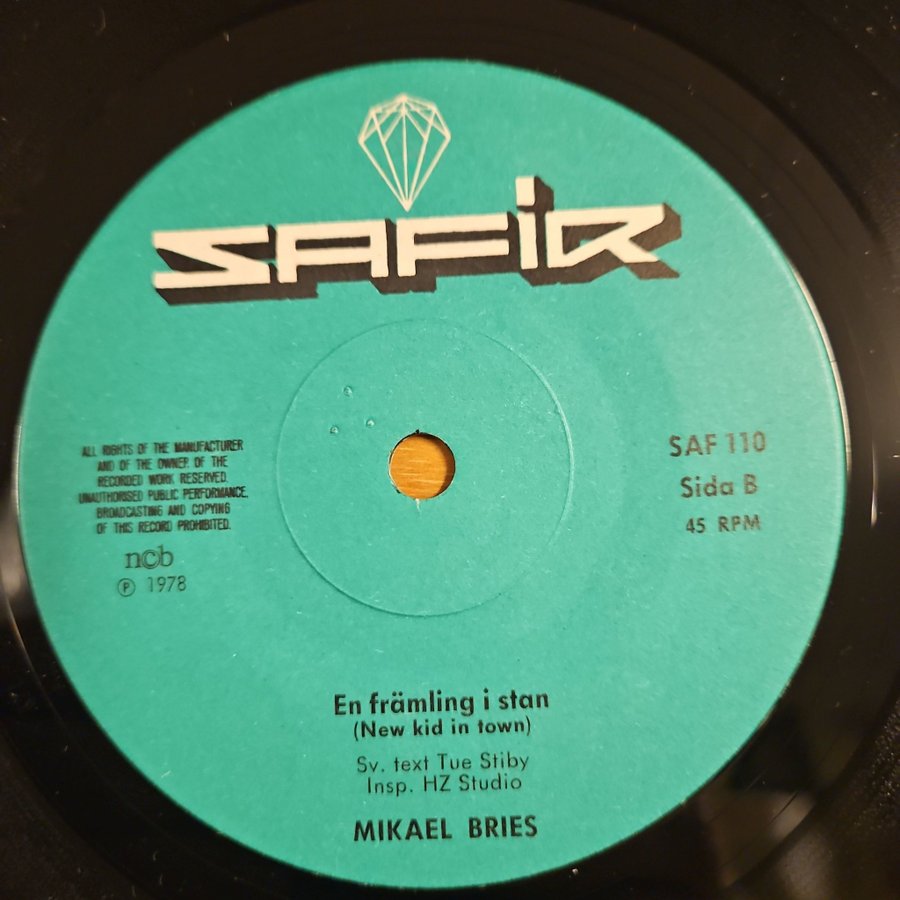 SAFIR
ALL RIGHTS OF THE MANUFACTURER
AND OF THE OWNER OF THE
RECORDED WORK RESERVED.
UNAUTHORISED PUBLIC PERFORMANCE,
BROADCASTING AND COPYING
OF THIS RECORD PROHIBITED.
n©b
℗ 1978
SAF 110
Sida B
45 RPM
En främling i stan
(New kid in town)
Sv. text Tue Stiby
Insp. HZ Studio
MIKAEL BRIES